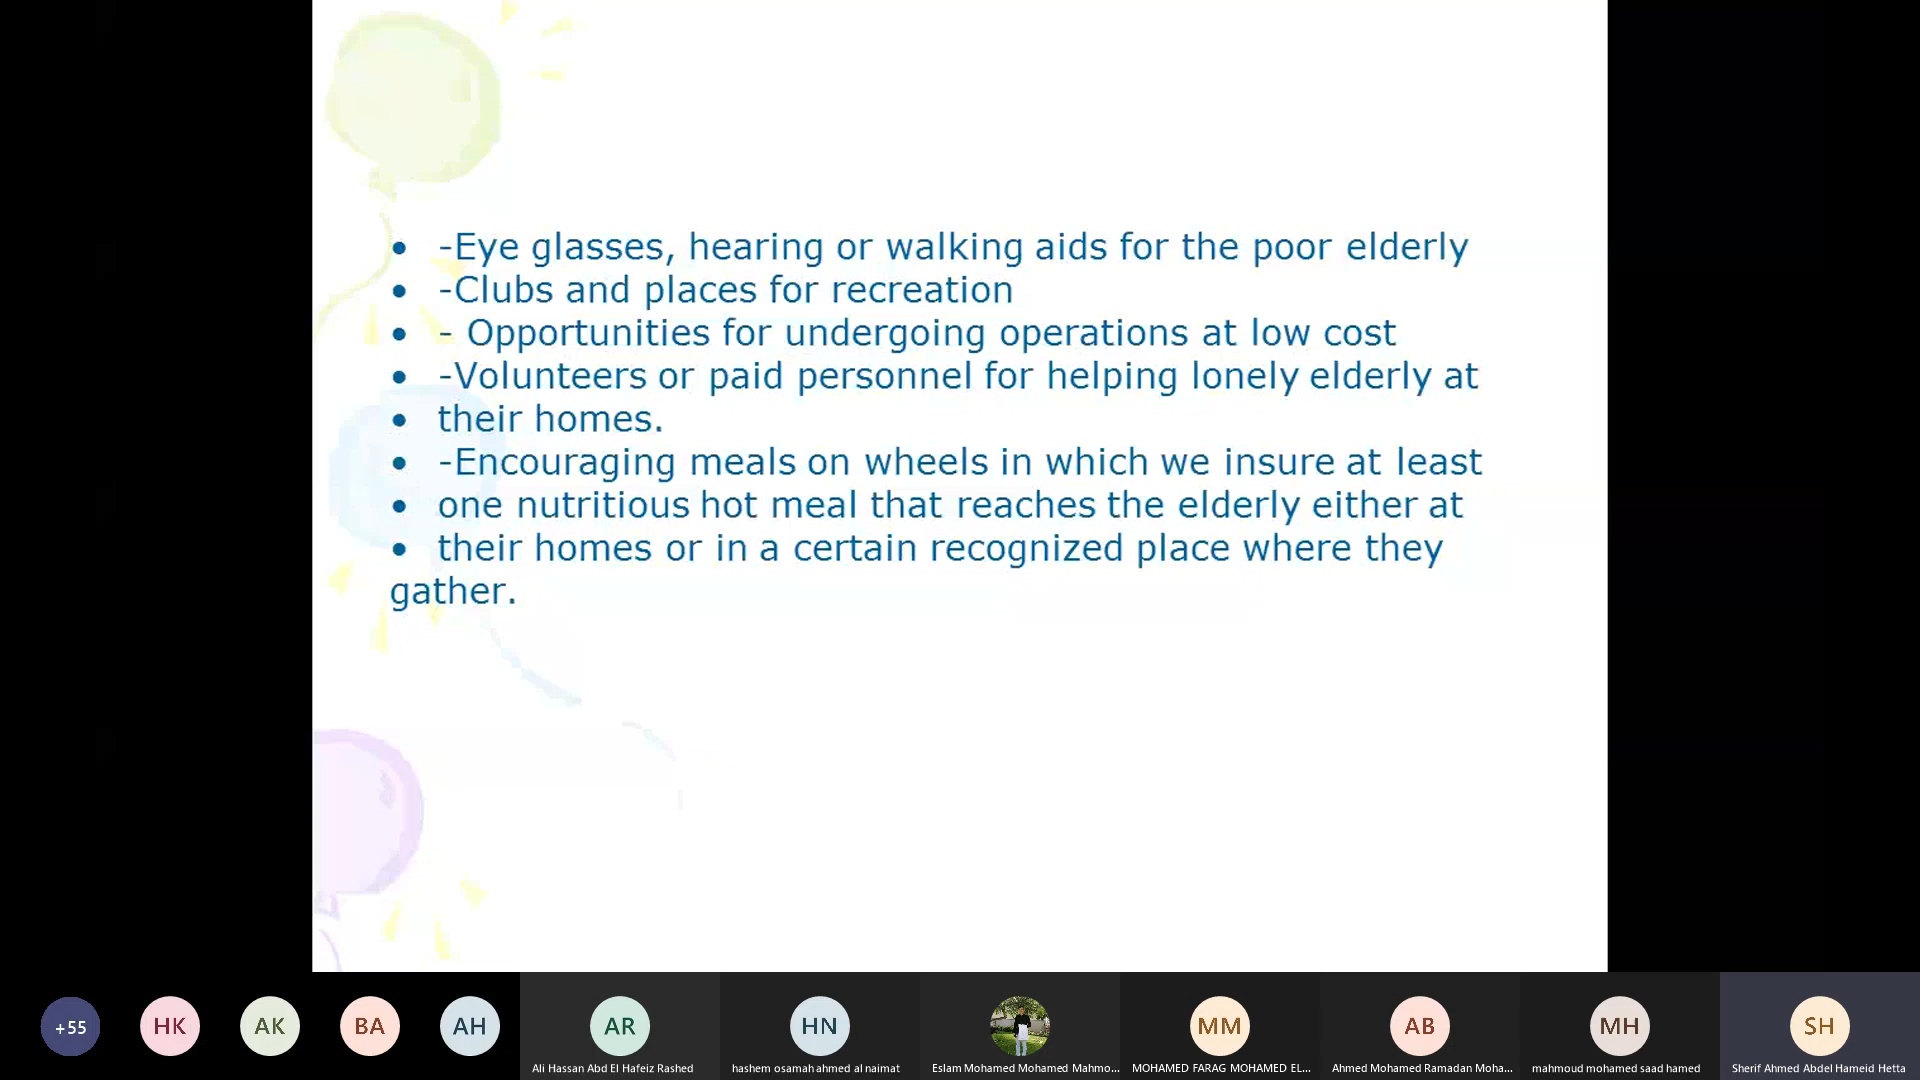 • -Eye glasses, hearing or walking aids for the poor elderly
• -Clubs and places for recreation
• - Opportunities for undergoing operations at low cost
• -Volunteers or paid personnel for helping lonely elderly at
• their homes.
• -Encouraging meals on wheels in which we insure at least
• one nutritious hot meal that reaches the elderly either at
• their homes or in a certain recognized place where they
gather.
+55
HK
AK
BA
AH
AR
HN
MM
AB
MH
SH
Ali Hassan Abd El Hafeiz Rashed
hashem osamah ahmed al naimat
Eslam Mohamed Mohamed Mahmo...
MOHAMED FARAG MOHAMED EL...
Ahmed Mohamed Ramadan Moha...
mahmoud mohamed saad hamed
Sherif Ahmed Abdel Hameid Hetta